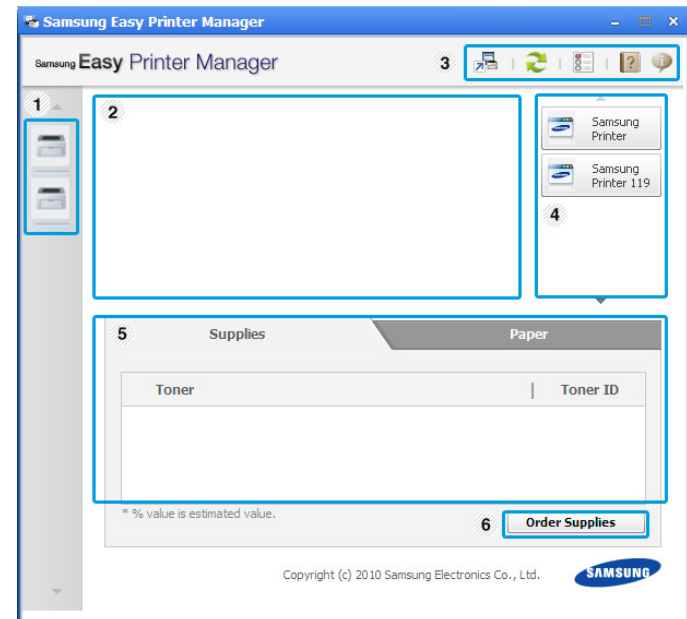 Samsung Easy Printer Manager
Samsung Easy Printer Manager
3
?
1
2
Samsung
Printer
Samsung
Printer 119
4
5
Supplies
Paper
Toner | Toner ID
* % value is estimated value.
6
Order Supplies
Copyright (c) 2010 Samsung Electronics Co., Ltd.
SAMSUNG